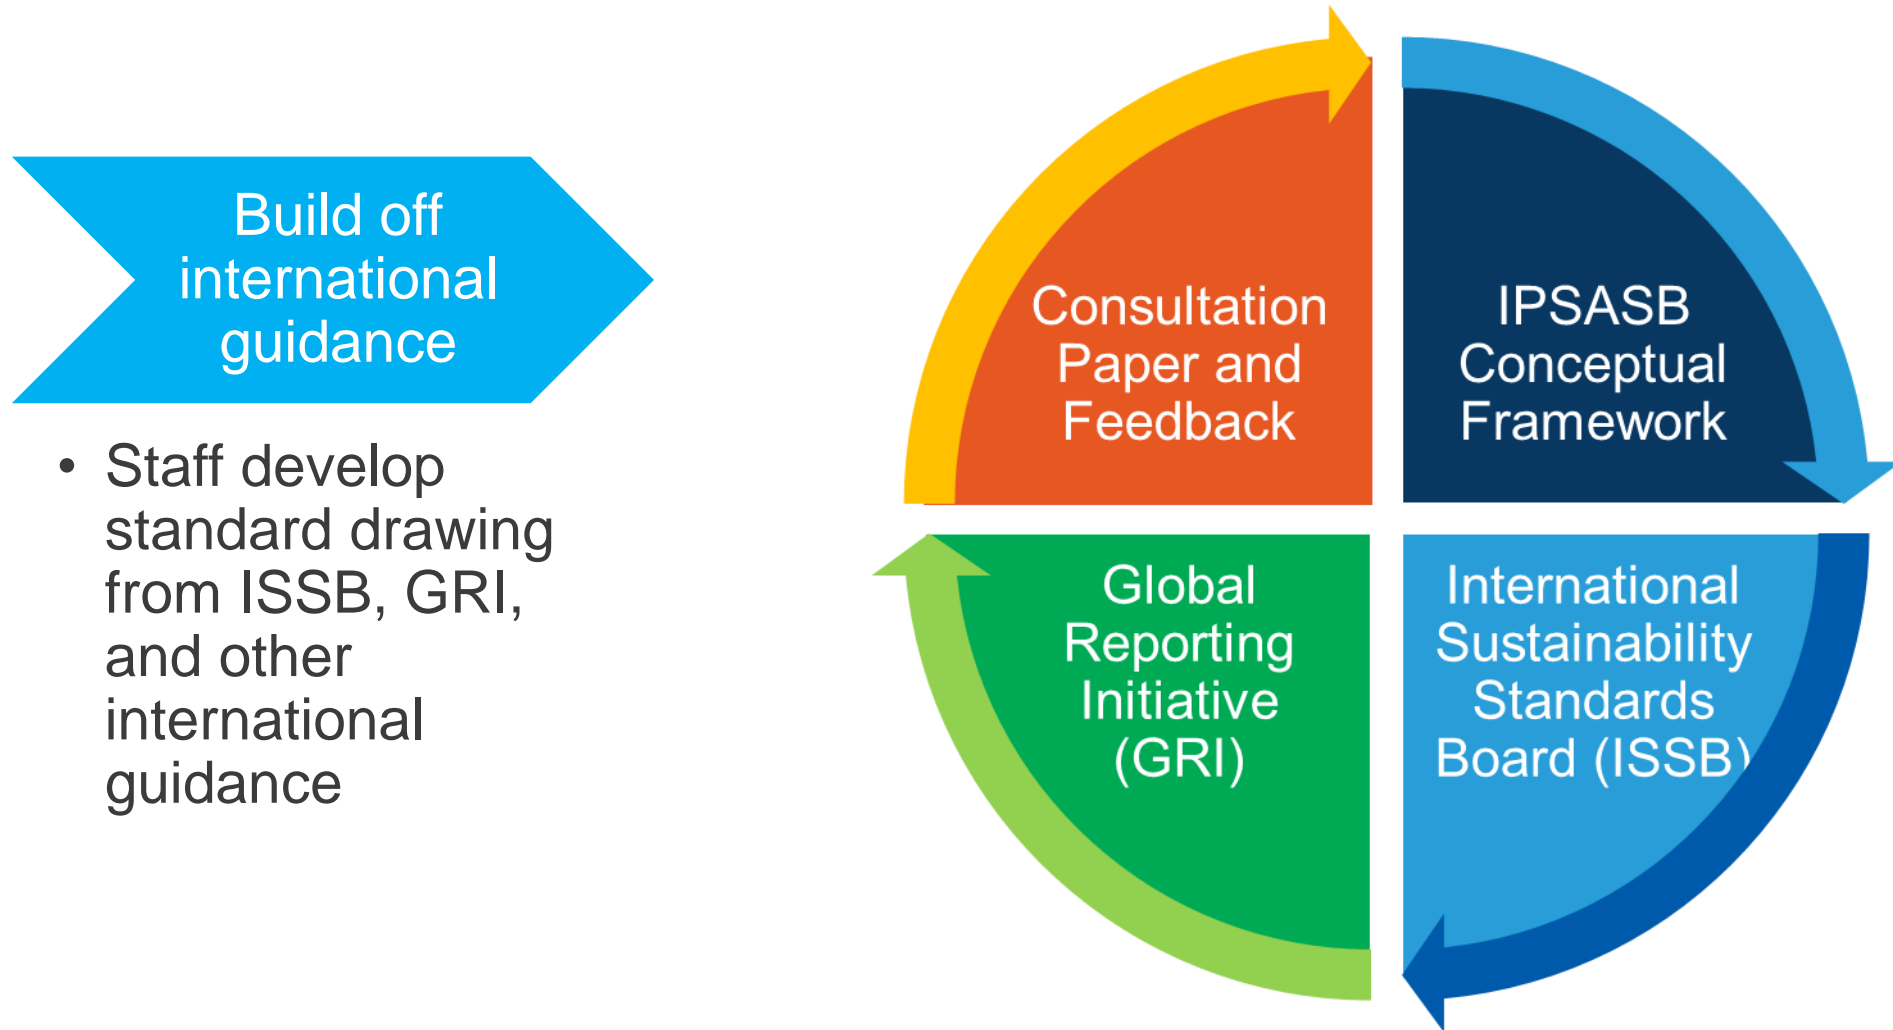 Build off
international
guidance
• Staff develop
standard drawing
from ISSB, GRI,
and other
international
guidance
Consultation
Paper and
Feedback
IPSASB
Conceptual
Framework
Global
Reporting
Initiative
(GRI)
International
Sustainability
Standards
Board (ISSB)